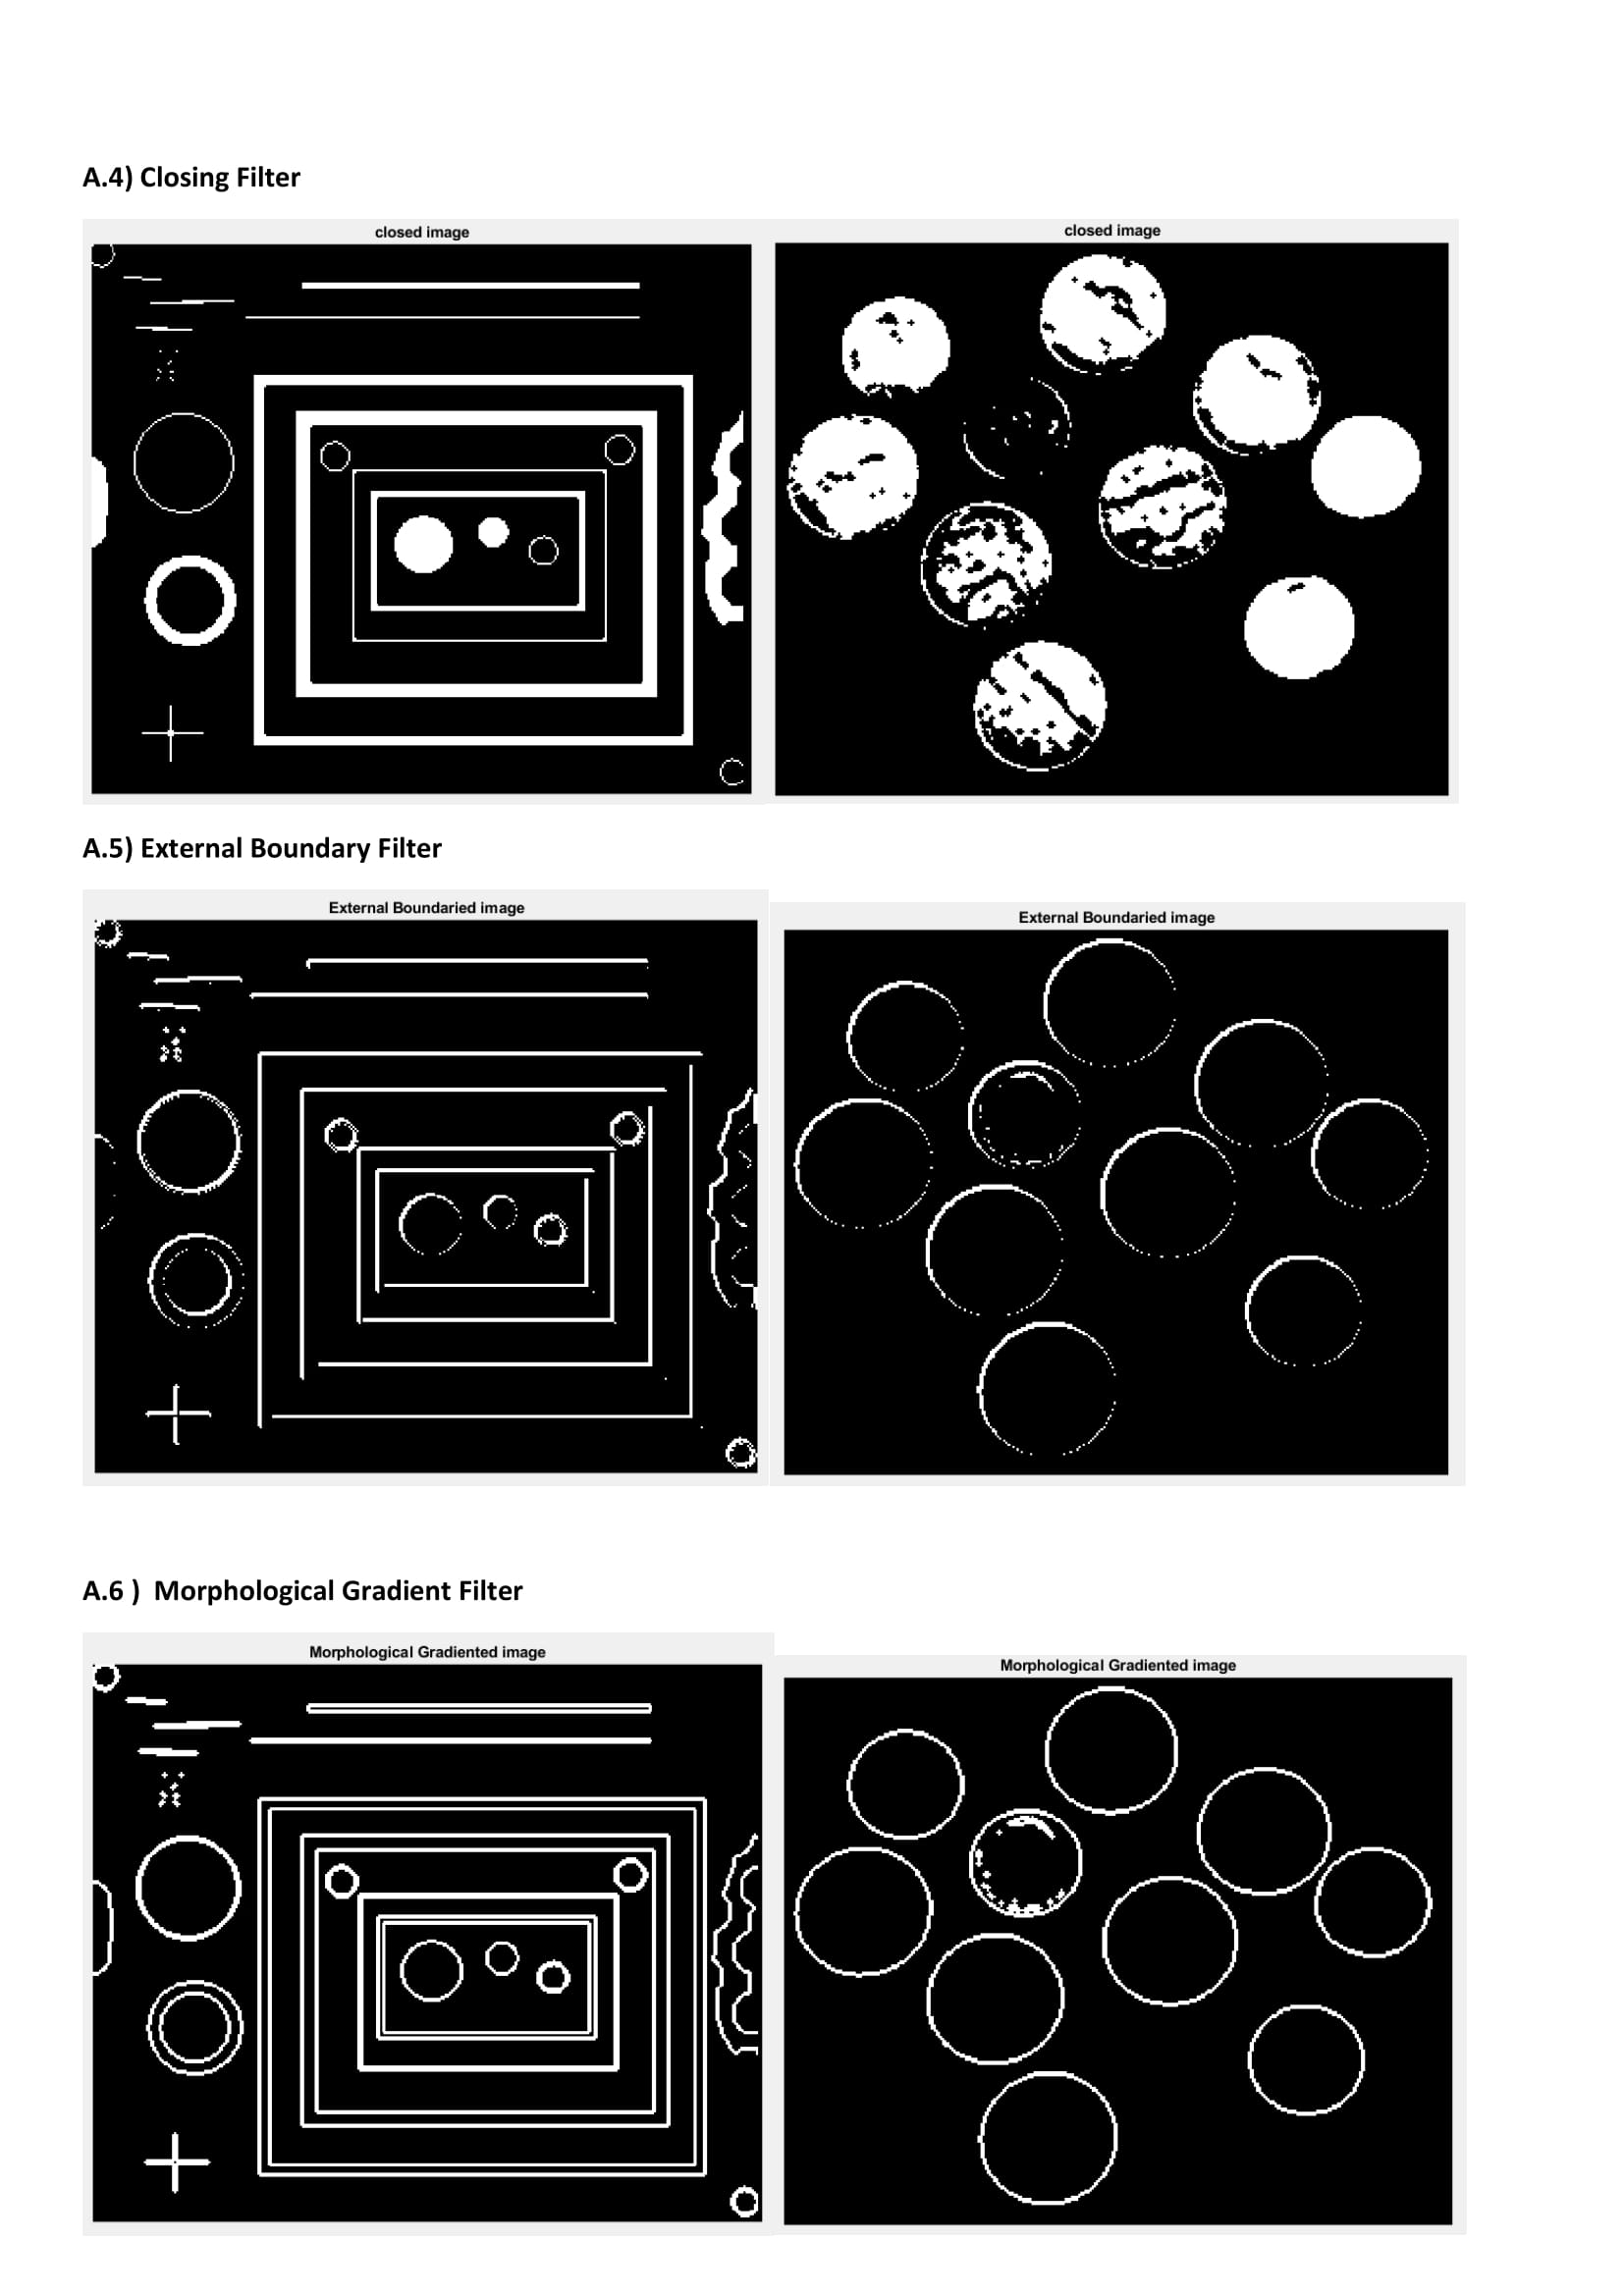 A.4) Closing Filter
closed image
closed image
A.5) External Boundary Filter
External Boundaried image
External Boundaried image
A.6 )  Morphological Gradient Filter
Morphological Gradiented image
Morphological Gradiented image